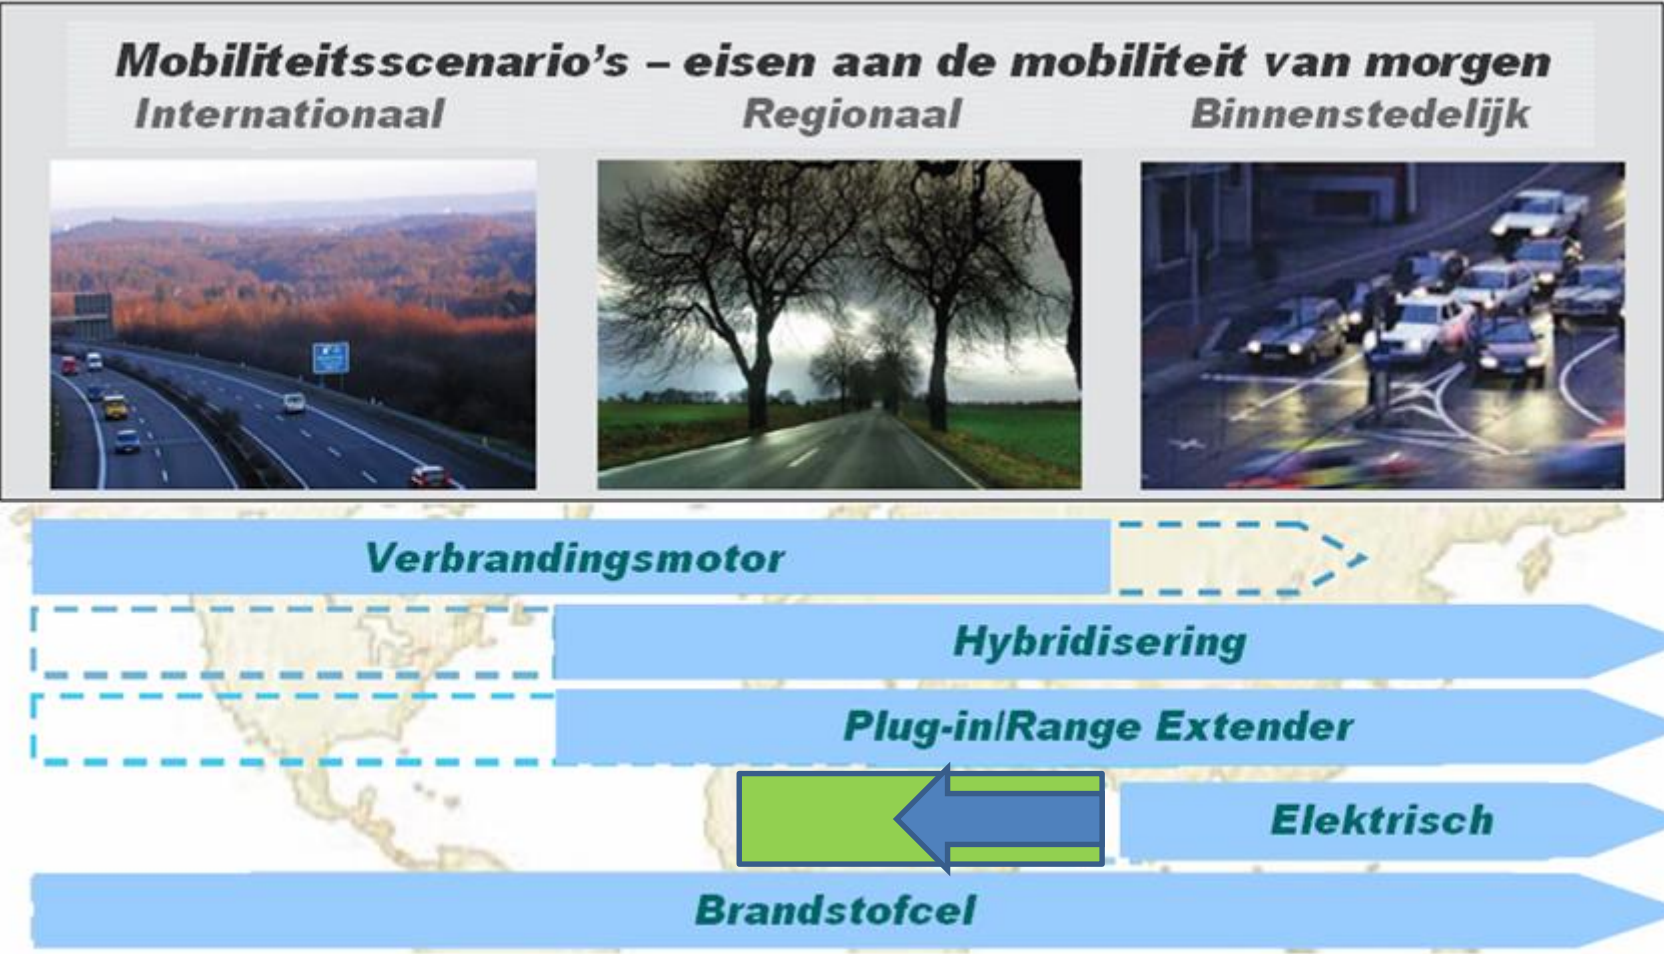 Mobiliteitsscenario's – eisen aan de mobiliteit van morgen
Internationaal Regionaal Binnenstedelijk
Verbrandingsmotor
Hybridisering
Plug-in/Range Extender
Elektrisch
Brandstofcel